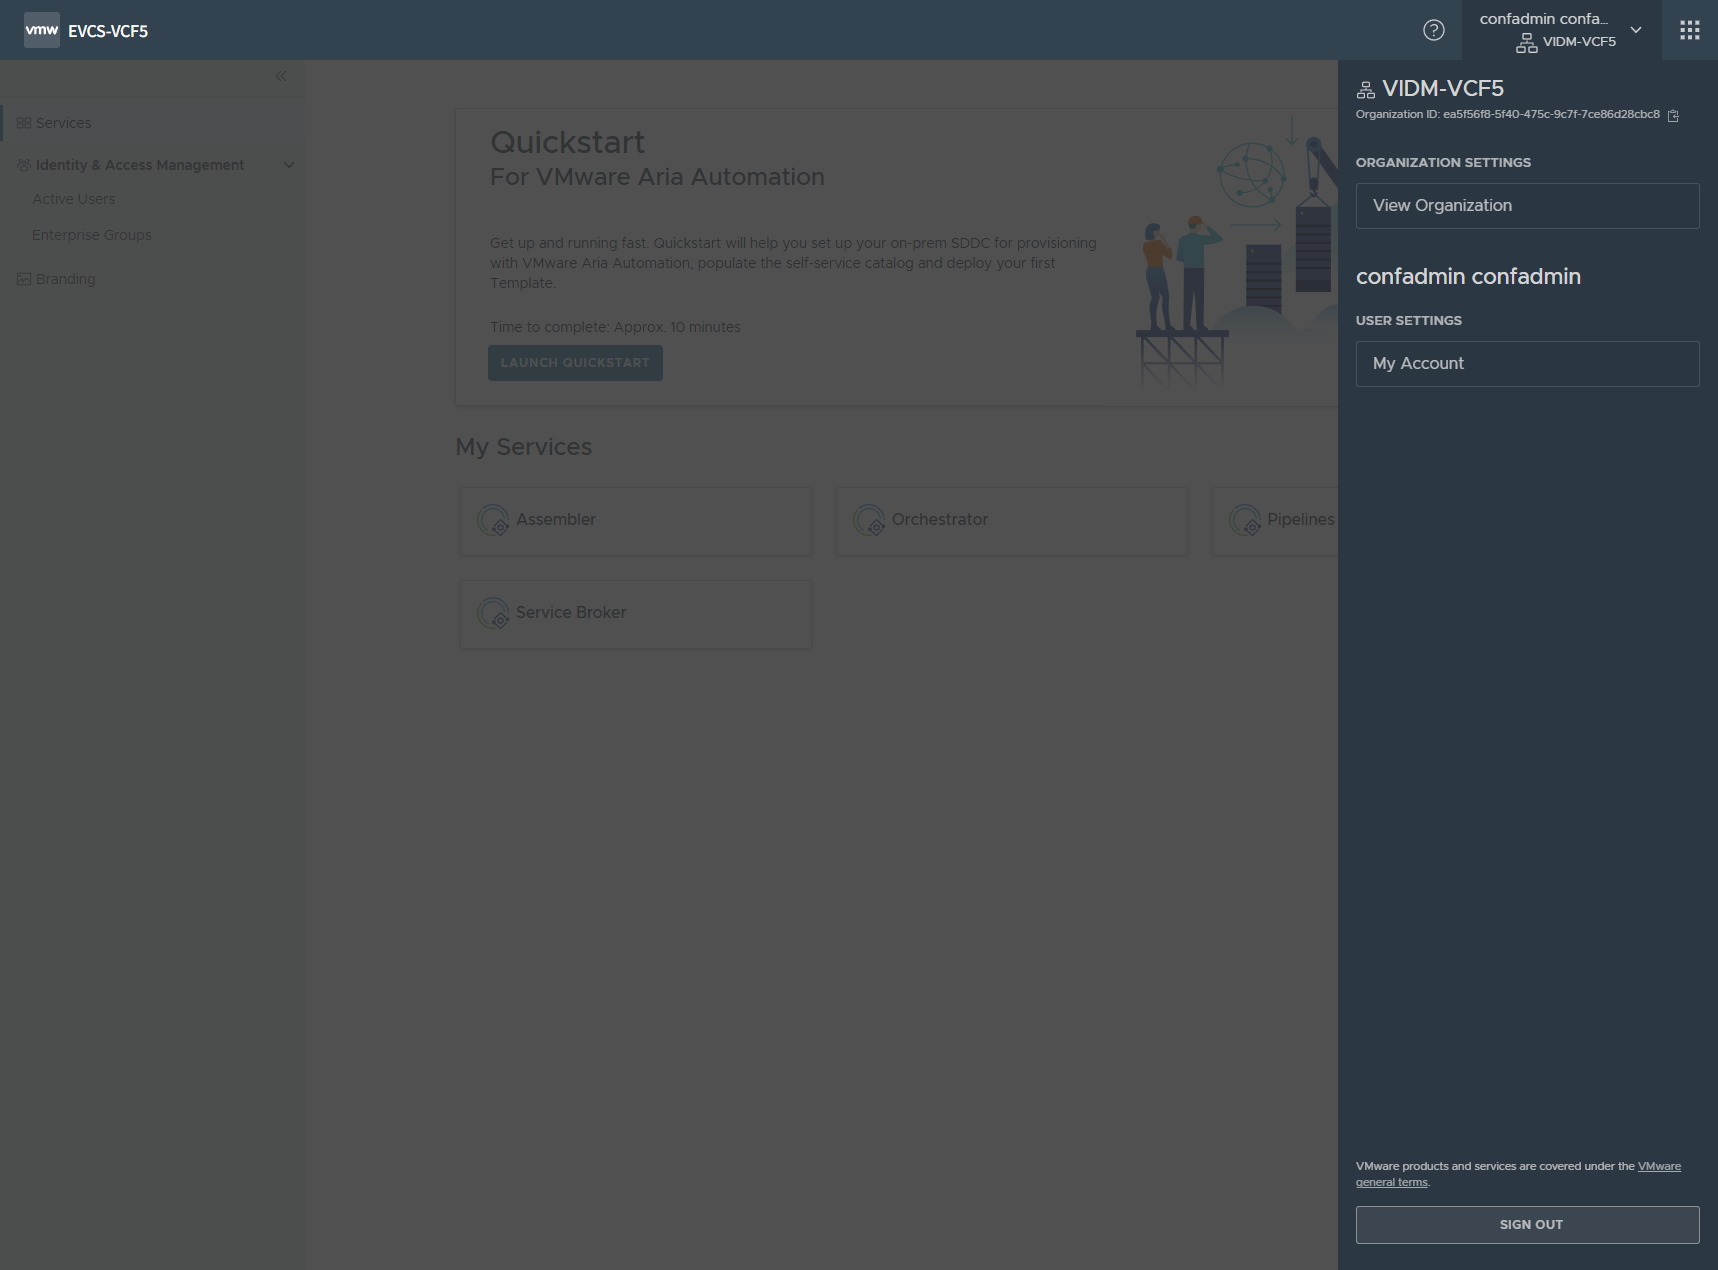 vmw
EVCS-VCF5
?
confadmin confa...
VIDM-VCF5
Services
Identity & Access Management
Active Users
Enterprise Groups
Branding
Quickstart
For VMware Aria Automation
Get up and running fast. Quickstart will help you set up your on-prem SDDC for provisioning
with VMware Aria Automation, populate the self-service catalog and deploy your first
Template.
Time to complete: Approx. 10 minutes
LAUNCH QUICKSTART
My Services
Assembler
Orchestrator
Pipelines
Service Broker
VIDM-VCF5
Organization ID: ea5f56f8-5f40-475c-9c7f-7ce86d28cbc8
ORGANIZATION SETTINGS
View Organization
confadmin confadmin
USER SETTINGS
My Account
VMware products and services are covered under the VMware
general terms.
SIGN OUT